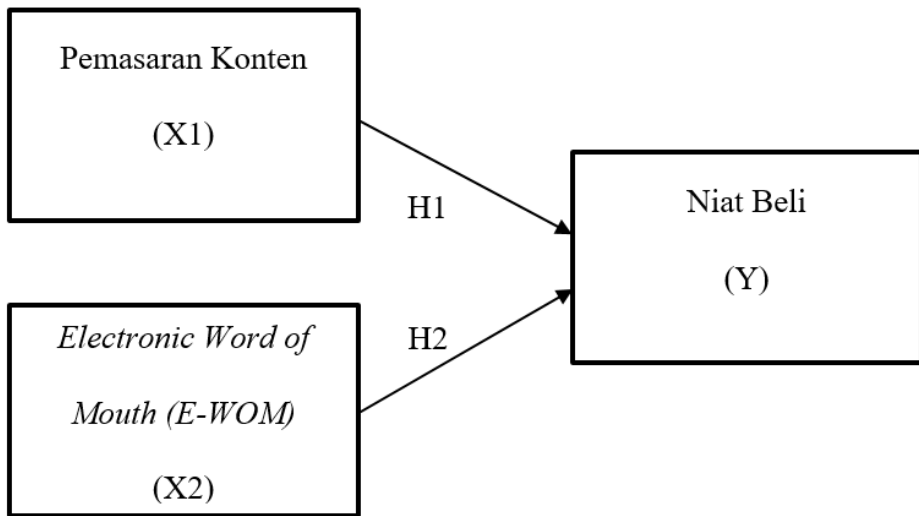 Pemasaran Konten
(X1)
H1
Niat Beli
(Y)
Electronic Word of
Mouth (E-WOM)
(X2)
H2